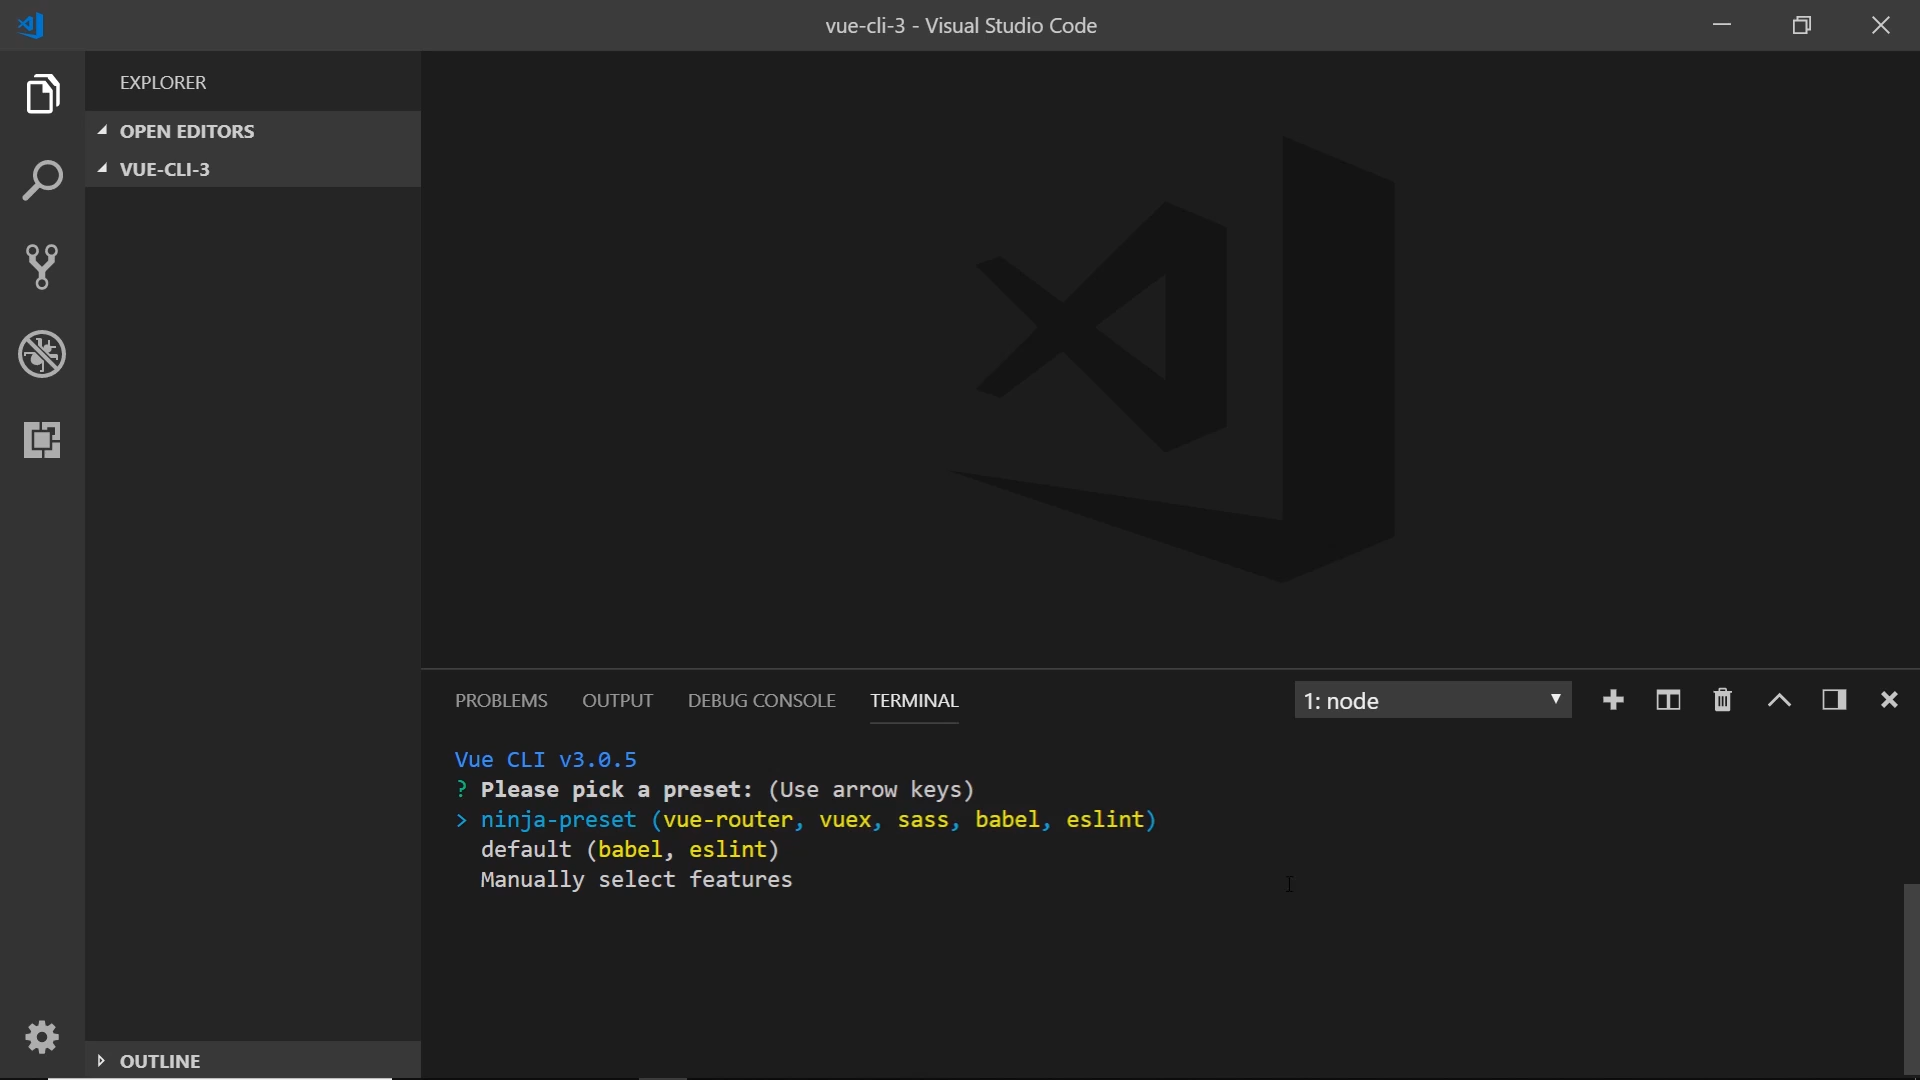 vue-cli-3 - Visual Studio Code
EXPLORER
OPEN EDITORS
VUE-CLI-3
OUTLINE
PROBLEMS OUTPUT DEBUG CONSOLE TERMINAL 1: node
Vue CLI v3.0.5
? Please pick a preset: (Use arrow keys)
> ninja-preset (vue-router, vuex, sass, babel, eslint)
default (babel, eslint)
Manually select features